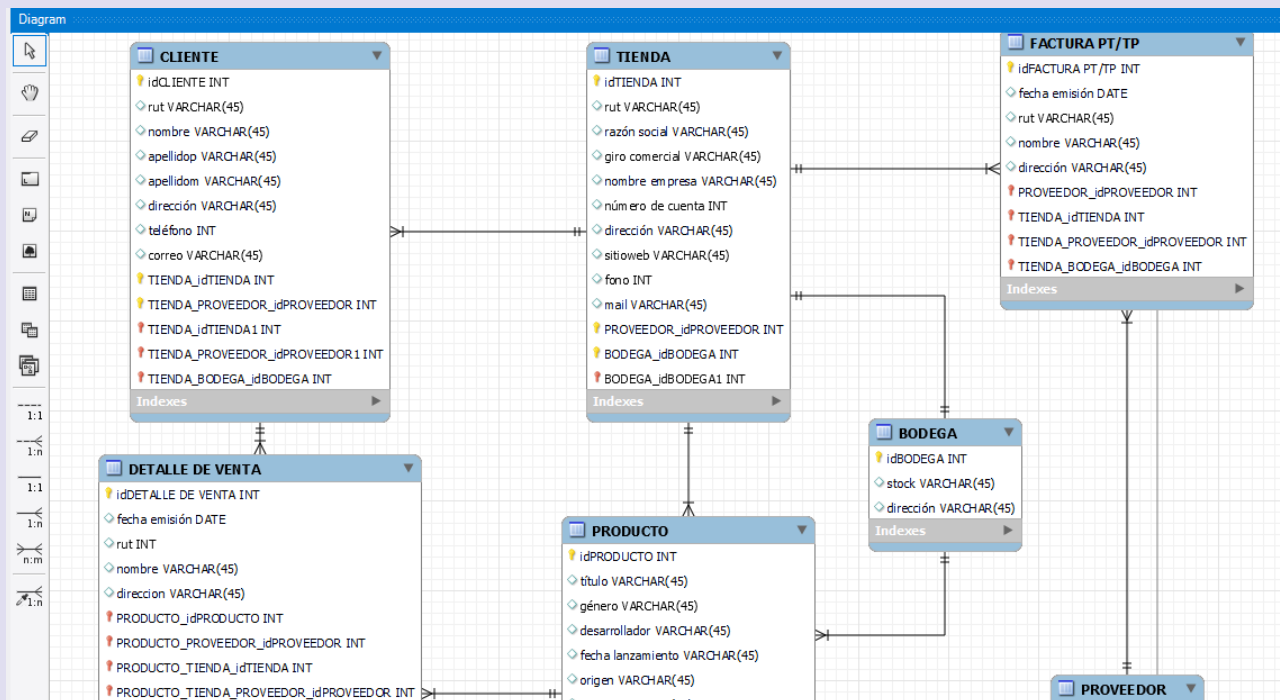 Diagram
1:1
1:n
1:1
1:n
n:m
1:n
CLIENTE
idCLIENTE INT
rut VARCHAR(45)
nombre VARCHAR(45)
apellidop VARCHAR(45)
apellidom VARCHAR(45)
dirección VARCHAR(45)
teléfono INT
correo VARCHAR(45)
TIENDA_idTIENDA INT
TIENDA_PROVEEDOR_idPROVEEDOR INT
TIENDA_idTIENDA1 INT
TIENDA_PROVEEDOR_idPROVEEDOR1 INT
TIENDA_BODEGA_idBODEGA INT
Indexes
TIENDA
idTIENDA INT
rut VARCHAR(45)
razón social VARCHAR(45)
giro comercial VARCHAR(45)
nombre empresa VARCHAR(45)
número de cuenta INT
dirección VARCHAR(45)
sitioweb VARCHAR(45)
fono INT
mail VARCHAR(45)
PROVEEDOR_idPROVEEDOR INT
BODEGA_idBODEGA INT
BODEGA_idBODEGA1 INT
Indexes
FACTURA PT/TP
idFACTURA PT/TP INT
fecha emisión DATE
rut VARCHAR(45)
nombre VARCHAR(45)
dirección VARCHAR(45)
PROVEEDOR_idPROVEEDOR INT
TIENDA_idTIENDA INT
TIENDA_PROVEEDOR_idPROVEEDOR INT
TIENDA_BODEGA_idBODEGA INT
Indexes
BODEGA
idBODEGA INT
stock VARCHAR(45)
dirección VARCHAR(45)
Indexes
DETALLE DE VENTA
idDETALLE DE VENTA INT
fecha emisión DATE
rut INT
nombre VARCHAR(45)
direccion VARCHAR(45)
PRODUCTO_idPRODUCTO INT
PRODUCTO_PROVEEDOR_idPROVEEDOR INT
PRODUCTO_TIENDA_idTIENDA INT
PRODUCTO_TIENDA_PROVEEDOR_idPROVEEDOR INT
PRODUCTO
idPRODUCTO INT
título VARCHAR(45)
género VARCHAR(45)
desarrollador VARCHAR(45)
fecha lanzamiento VARCHAR(45)
origen VARCHAR(45)
PROVEEDOR